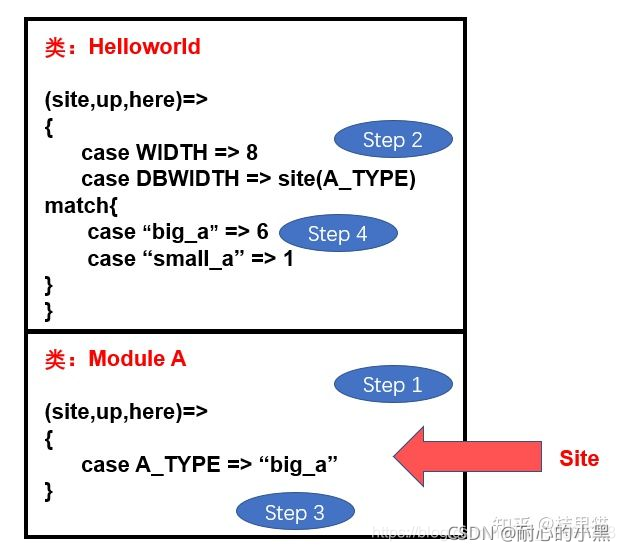 类：Helloworld
(site,up,here)=>
{
Step 2
case WIDTH => 8
case DBWIDTH => site(A_TYPE)
match{
case “big_a” => 6
Step 4
case “small_a” => 1
}
}
类：Module A
Step 1
(site,up,here)=>
{
case A_TYPE => “big_a”
Site
}
Step 3
知乎
CSDN @耐心的小黑